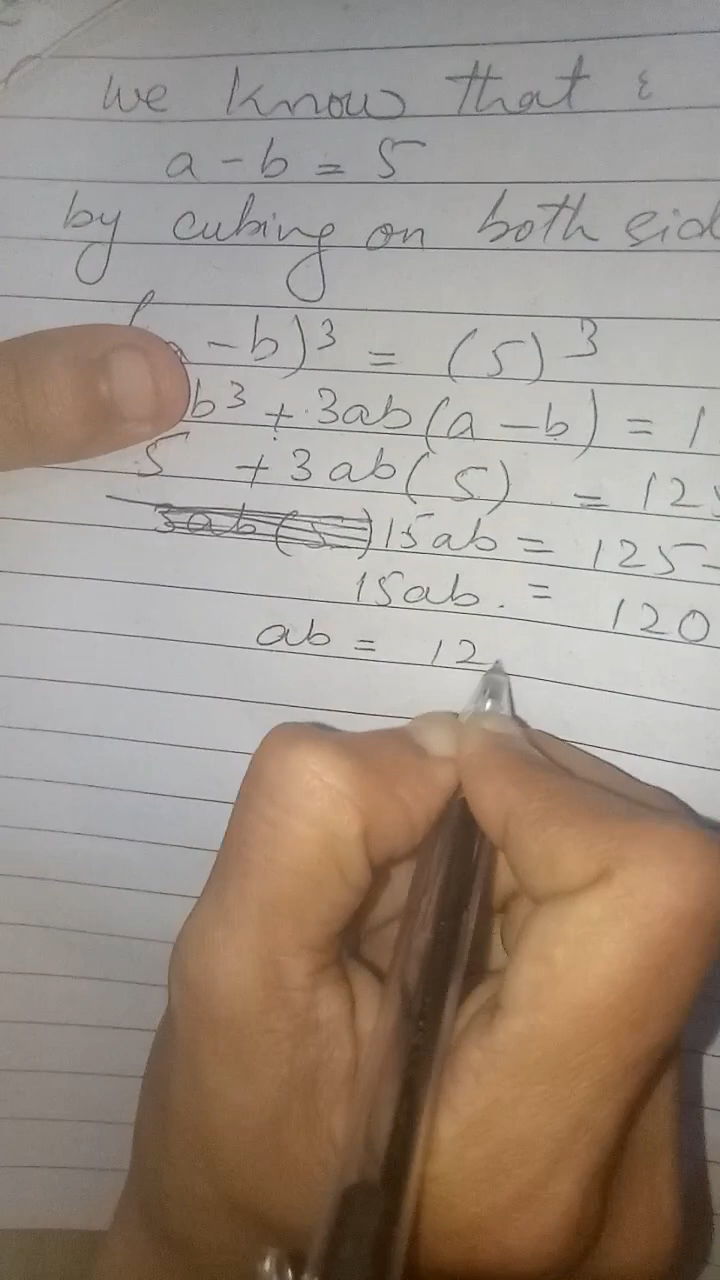 we know that :
a - b = 5
by cubing on both sid
- b)³ = (5)³
b³ + 3ab(a - b) = 1
5 + 3ab(5) = 125
15ab = 125 -
15ab. = 120
ab = 12